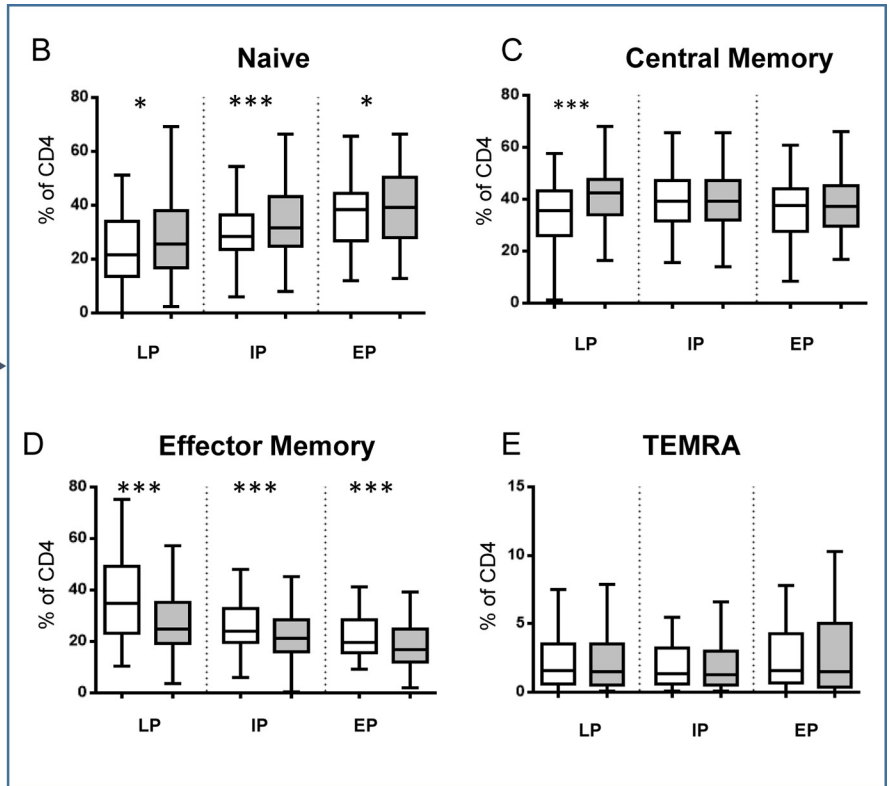 B
Naive
* *** *
% of CD4
80
60
40
20
0
LP IP EP
C
Central Memory
***
% of CD4
80
60
40
20
0
LP IP EP
D
Effector Memory
*** *** ***
% of CD4
80
60
40
20
0
LP IP EP
E
TEMRA
% of CD4
15
10
5
0
LP IP EP